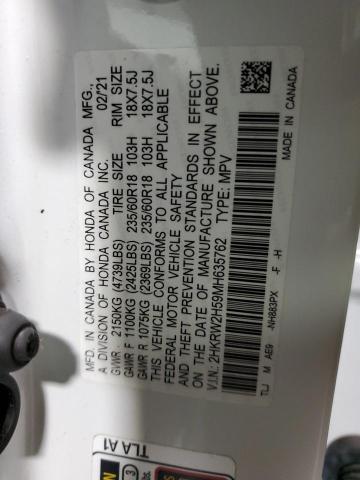 MFD. IN CANADA BY HONDA OF CANADA MFG.,
A DIVISION OF HONDA CANADA INC. 02/21
GVWR 2150KG (4739LBS) TIRE SIZE RIM SIZE
GAWR F 1100KG (2425LBS) 235/60R18 103H 18X7.5J
GAWR R 1075KG (2369LBS) 235/60R18 103H 18X7.5J
THIS VEHICLE CONFORMS TO ALL APPLICABLE
FEDERAL MOTOR VEHICLE SAFETY
AND THEFT PREVENTION STANDARDS IN EFFECT
ON THE DATE OF MANUFACTURE SHOWN ABOVE.
V.I.N: 2HKRW2H59MH635762 TYPE: MPV
TLJ M AE9 -NH883PX -F -H
MADE IN CANADA
TLA A1
3